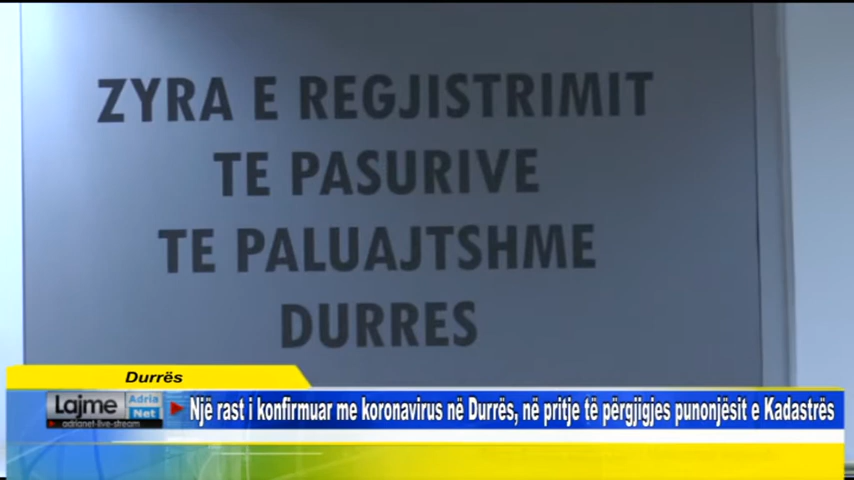 ZYRA E REGJISTRIMIT
TE PASURIVE
TE PALUAJTSHME
DURRES
Durrës
Lajme
Adria
Net
adrianet-live-stream
Një rast i konfirmuar me koronavirus në Durrës, në pritje të përgjigjes punonjësit e Kadastrës